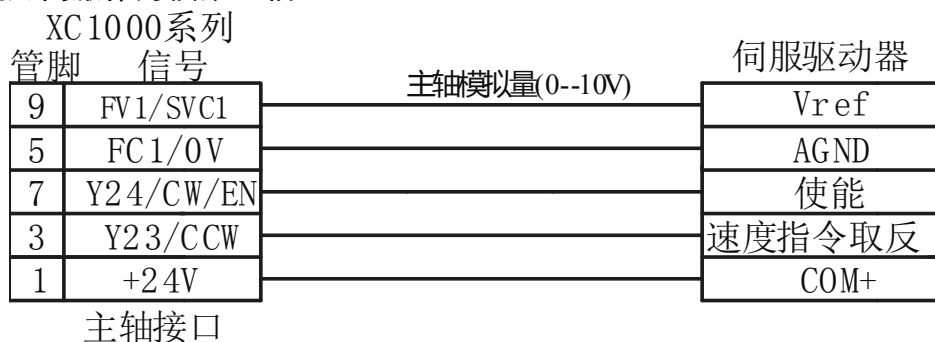 XC1000系列
管脚 信号 伺服驱动器
主轴模拟量(0--10V)
9 FV1/SVC1 Vref
5 FC1/0V AGND
7 Y24/CW/EN 使能
3 Y23/CCW 速度指令取反
1 +24V COM+
主轴接口